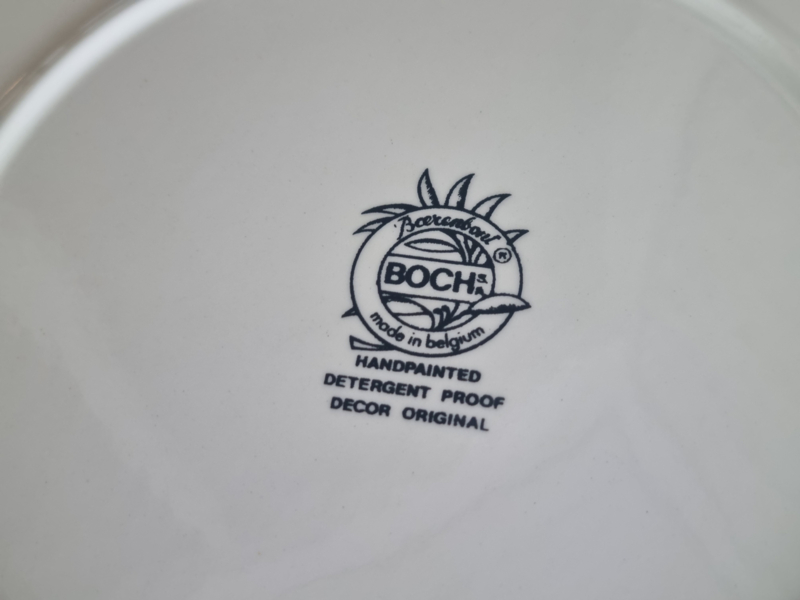 Boerenbont ®
BOCH S.A.
made in belgium
HANDPAINTED
DETERGENT PROOF
DECOR ORIGINAL